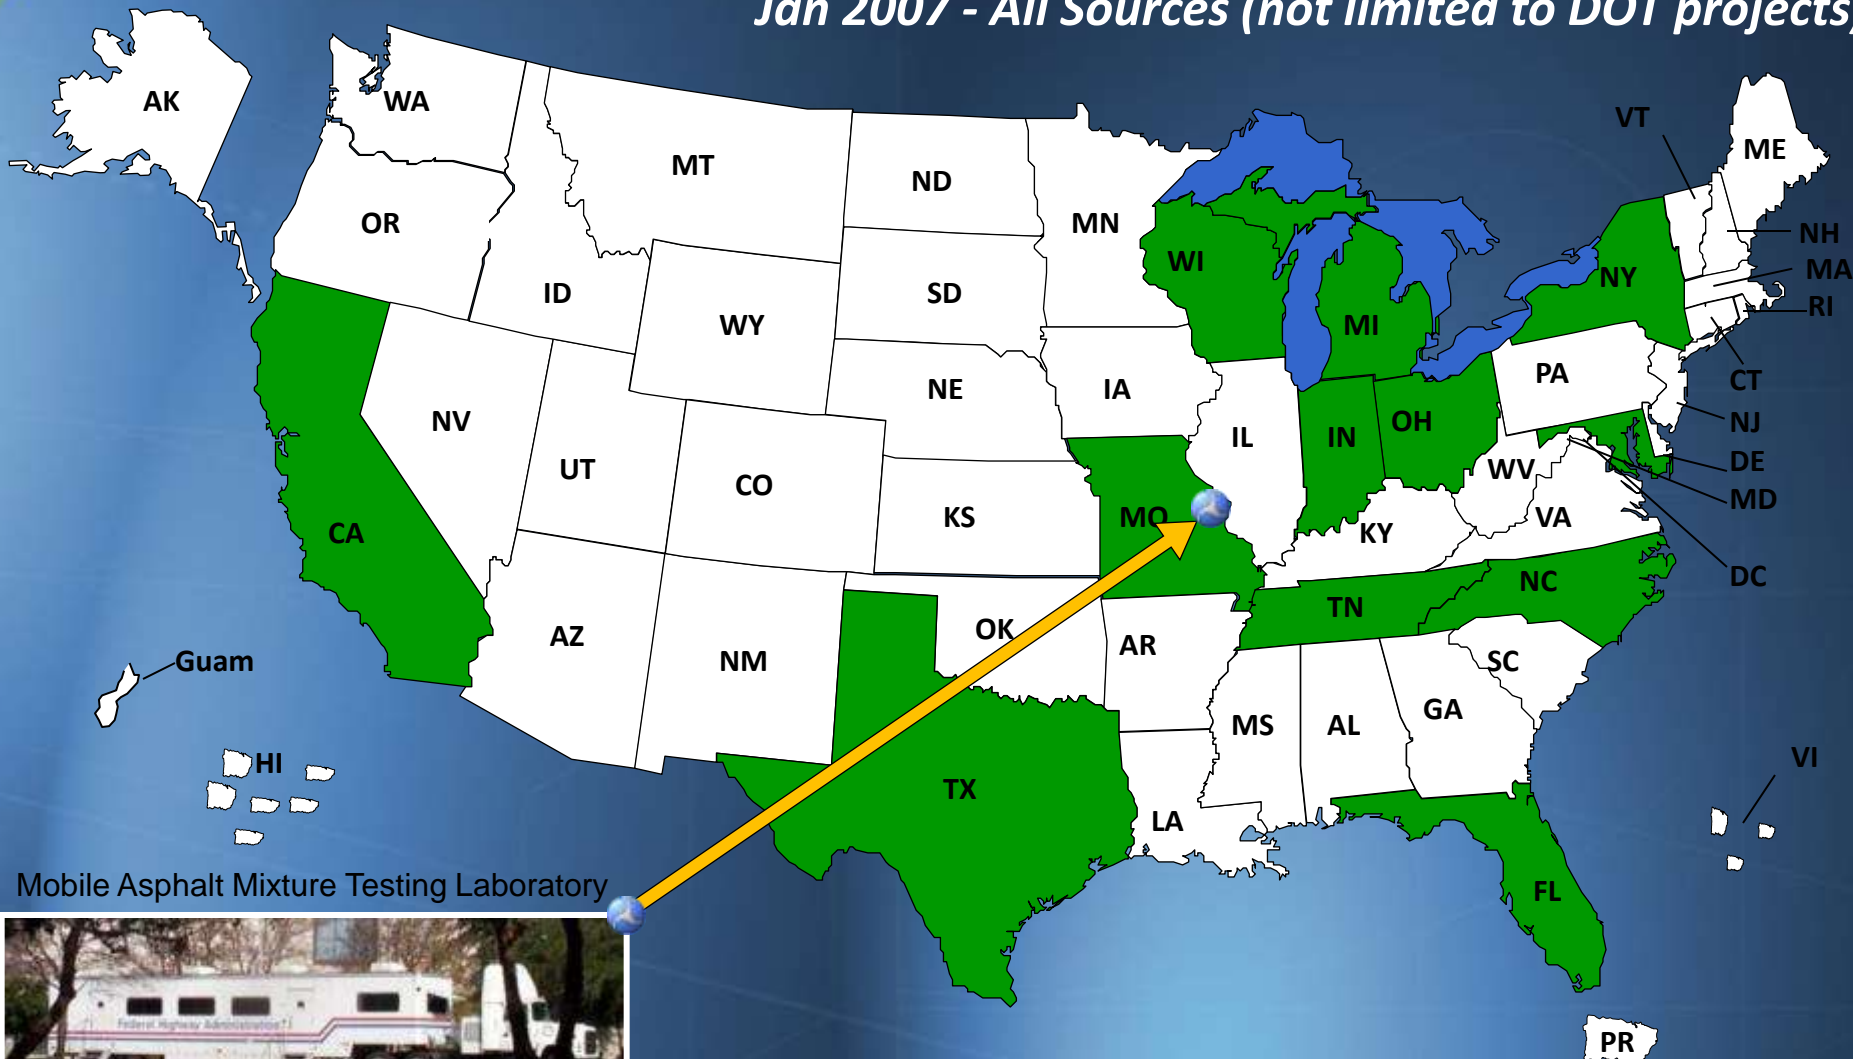 Jan 2007 - All Sources (not limited to DOT projects)
AK
WA
MT
ND
MN
VT
ME
OR
ID
WY
SD
WI
MI
NY
NH
MA
RI
NV
UT
CO
NE
KS
IA
MO
IL
IN
OH
PA
WV
VA
KY
CT
NJ
DE
MD
DC
CA
AZ
NM
OK
AR
TN
NC
SC
TX
LA
MS
AL
GA
FL
Guam
HI
VI
PR
Mobile Asphalt Mixture Testing Laboratory
Federal Highway Administration